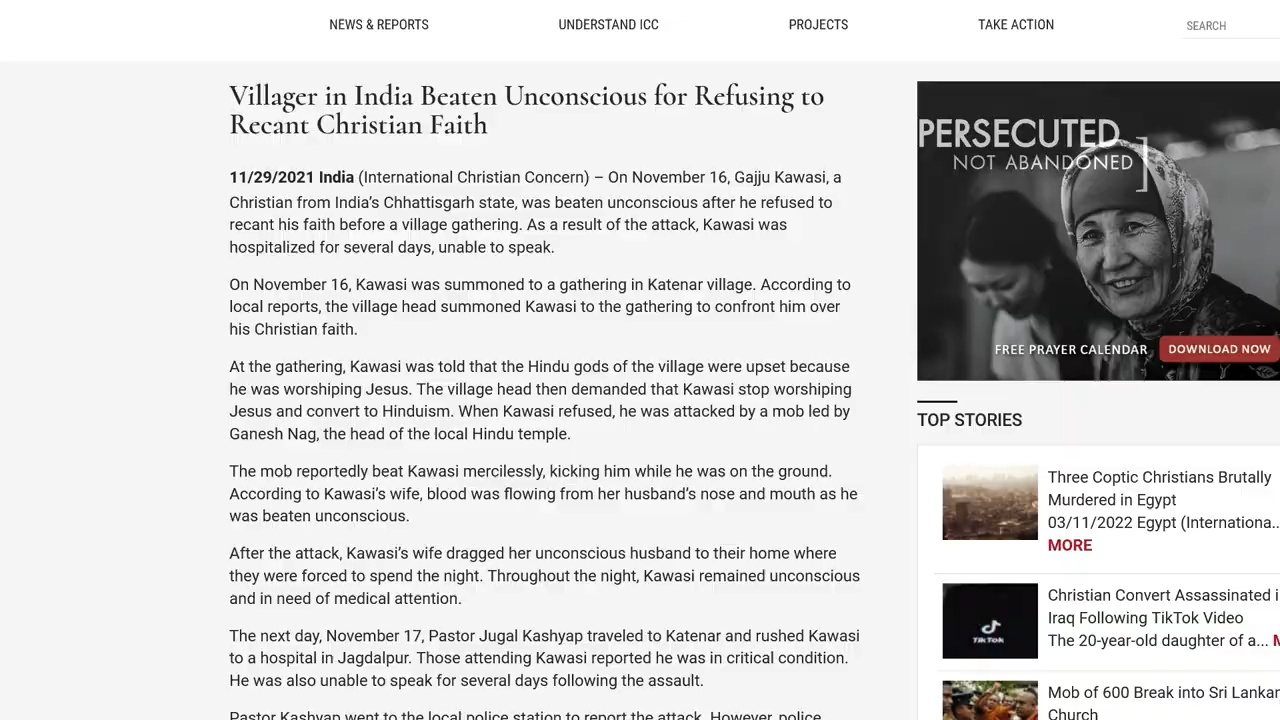 NEWS & REPORTS
UNDERSTAND ICC
PROJECTS
TAKE ACTION
SEARCH
Villager in India Beaten Unconscious for Refusing to
Recant Christian Faith
11/29/2021 India (International Christian Concern) – On November 16, Gajju Kawasi, a
Christian from India's Chhattisgarh state, was beaten unconscious after he refused to
recant his faith before a village gathering. As a result of the attack, Kawasi was
hospitalized for several days, unable to speak.
On November 16, Kawasi was summoned to a gathering in Katenar village. According to
local reports, the village head summoned Kawasi to the gathering to confront him over
his Christian faith.
At the gathering, Kawasi was told that the Hindu gods of the village were upset because
he was worshiping Jesus. The village head then demanded that Kawasi stop worshiping
Jesus and convert to Hinduism. When Kawasi refused, he was attacked by a mob led by
Ganesh Nag, the head of the local Hindu temple.
The mob reportedly beat Kawasi mercilessly, kicking him while he was on the ground.
According to Kawasi's wife, blood was flowing from her husband's nose and mouth as he
was beaten unconscious.
After the attack, Kawasi's wife dragged her unconscious husband to their home where
they were forced to spend the night. Throughout the night, Kawasi remained unconscious
and in need of medical attention.
The next day, November 17, Pastor Jugal Kashyap traveled to Katenar and rushed Kawasi
to a hospital in Jagdalpur. Those attending Kawasi reported he was in critical condition.
He was also unable to speak for several days following the assault.
Pastor Kashyap went to the local police station to report the attack. However, police
PERSECUTED
NOT ABANDONED ]
FREE PRAYER CALENDAR
DOWNLOAD NOW
TOP STORIES
Three Coptic Christians Brutally
Murdered in Egypt
03/11/2022 Egypt (Internationa...
MORE
Christian Convert Assassinated i
Iraq Following TikTok Video
The 20-year-old daughter of a... M
TikTok
Mob of 600 Break into Sri Lankan
Church